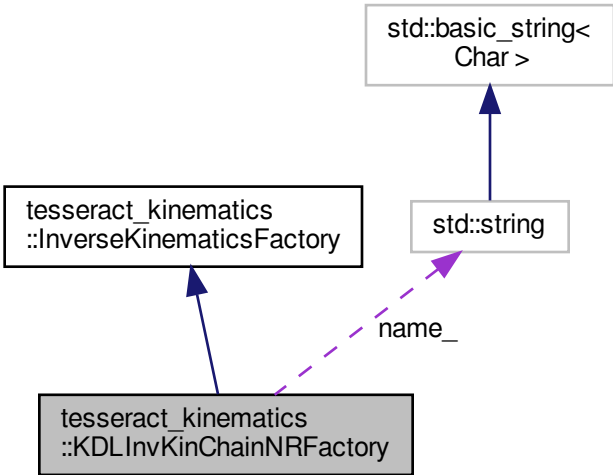 std::basic_string<
Char >
tesseract_kinematics
::InverseKinematicsFactory
std::string
name_
tesseract_kinematics
::KDLInvKinChainNRFactory